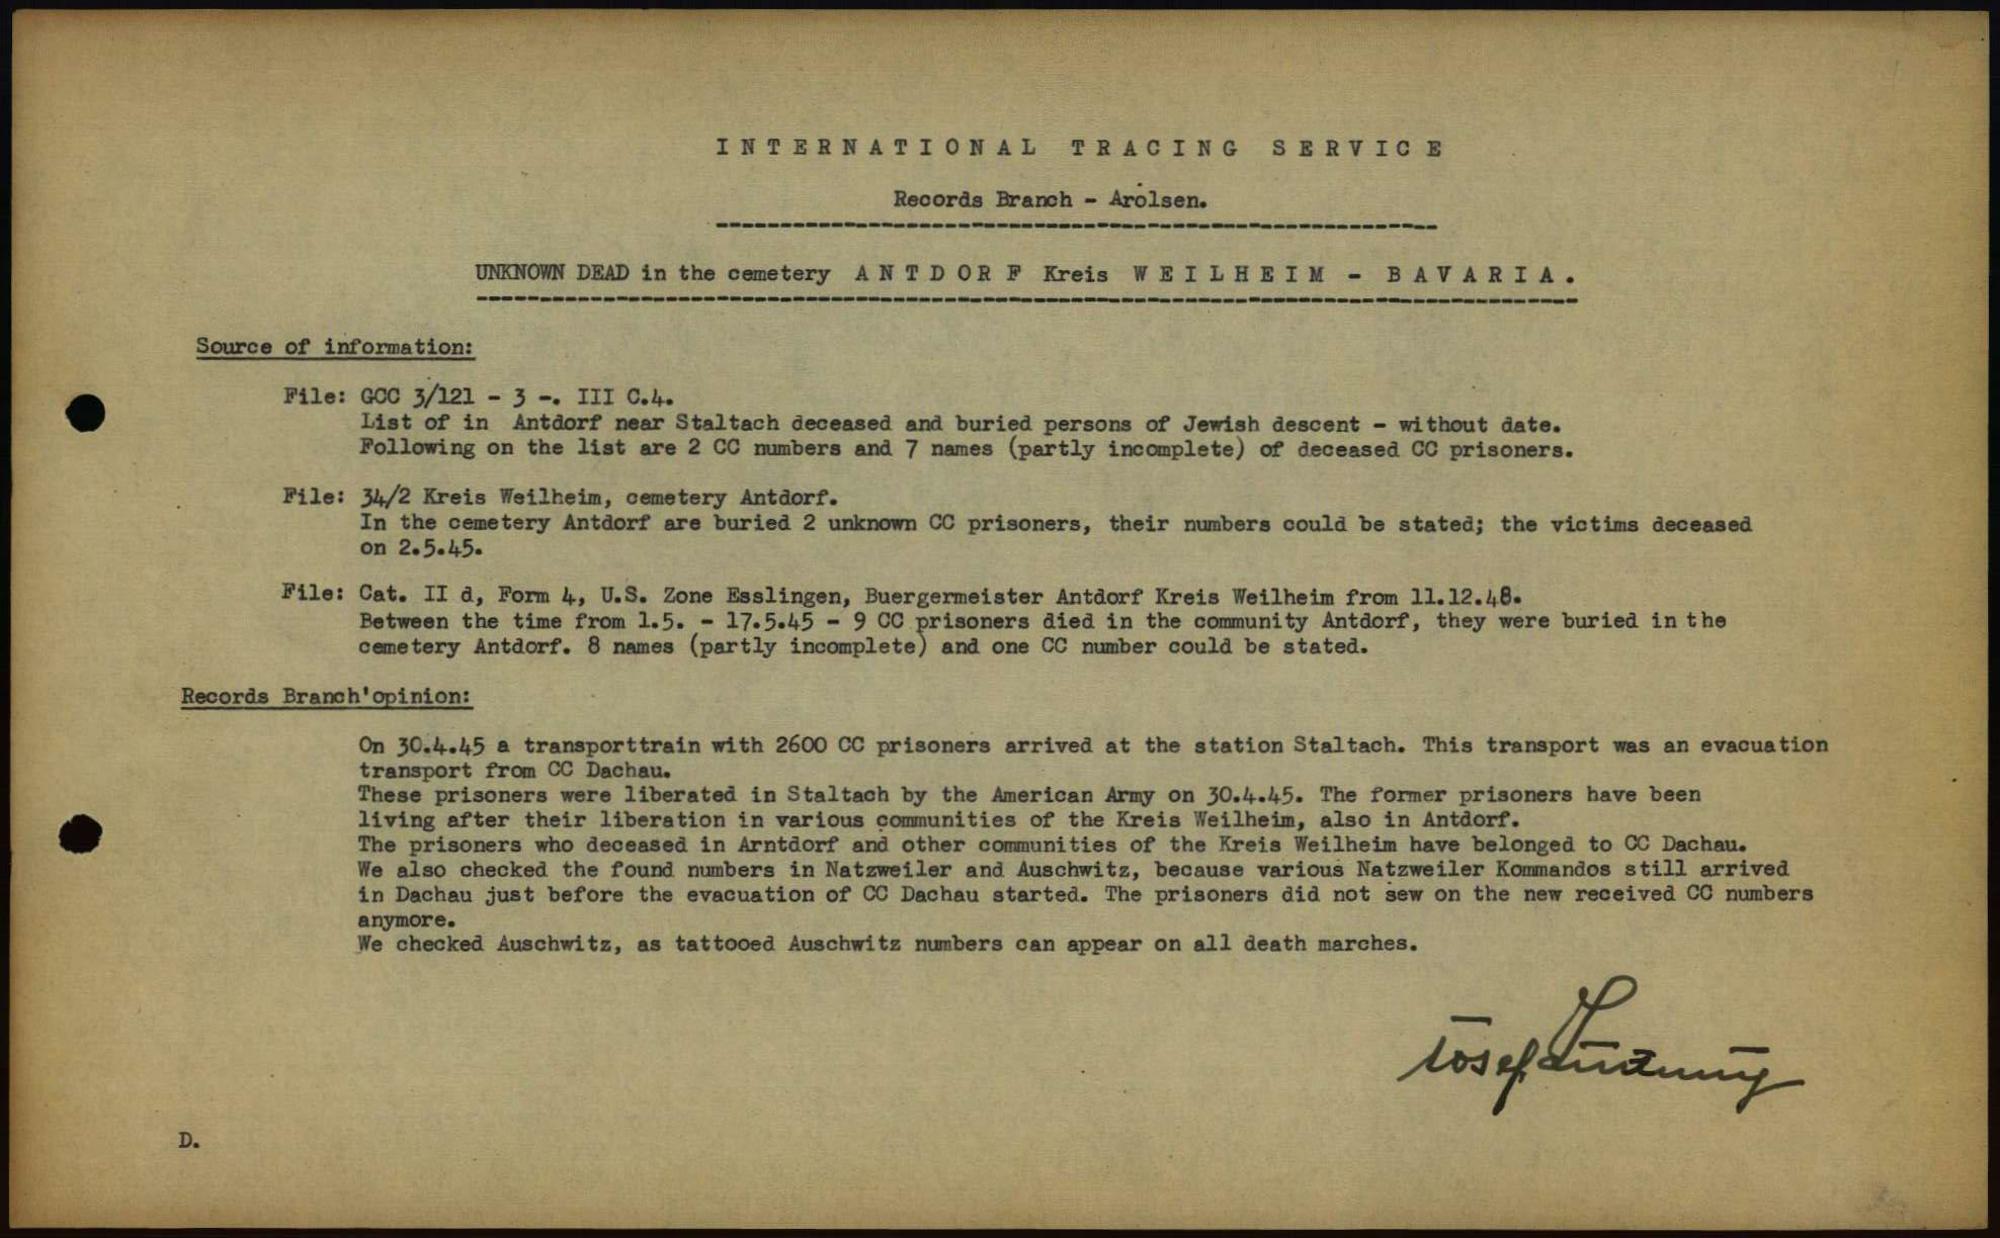 INTERNATIONAL TRACING SERVICE
Records Branch - Arolsen.
UNKNOWN DEAD in the cemetery ANTDORF Kreis WEILHEIM - BAVARIA.
Source of information:
File: GCC 3/121 - 3 -. III C.4.
List of in Antdorf near Staltach deceased and buried persons of Jewish descent - without date.
Following on the list are 2 CC numbers and 7 names (partly incomplete) of deceased CC prisoners.
File: 34/2 Kreis Weilheim, cemetery Antdorf.
In the cemetery Antdorf are buried 2 unknown CC prisoners, their numbers could be stated; the victims deceased
on 2.5.45.
File: Cat. II d, Form 4, U.S. Zone Esslingen, Buergermeister Antdorf Kreis Weilheim from 11.12.48.
Between the time from 1.5. - 17.5.45 - 9 CC prisoners died in the community Antdorf, they were buried in the
cemetery Antdorf. 8 names (partly incomplete) and one CC number could be stated.
Records Branch'opinion:
On 30.4.45 a transporttrain with 2600 CC prisoners arrived at the station Staltach. This transport was an evacuation
transport from CC Dachau.
These prisoners were liberated in Staltach by the American Army on 30.4.45. The former prisoners have been
living after their liberation in various communities of the Kreis Weilheim, also in Antdorf.
The prisoners who deceased in Arntdorf and other communities of the Kreis Weilheim have belonged to CC Dachau.
We also checked the found numbers in Natzweiler and Auschwitz, because various Natzweiler Kommandos still arrived
in Dachau just before the evacuation of CC Dachau started. The prisoners did not sew on the new received CC numbers
anymore.
We checked Auschwitz, as tattooed Auschwitz numbers can appear on all death marches.
D.